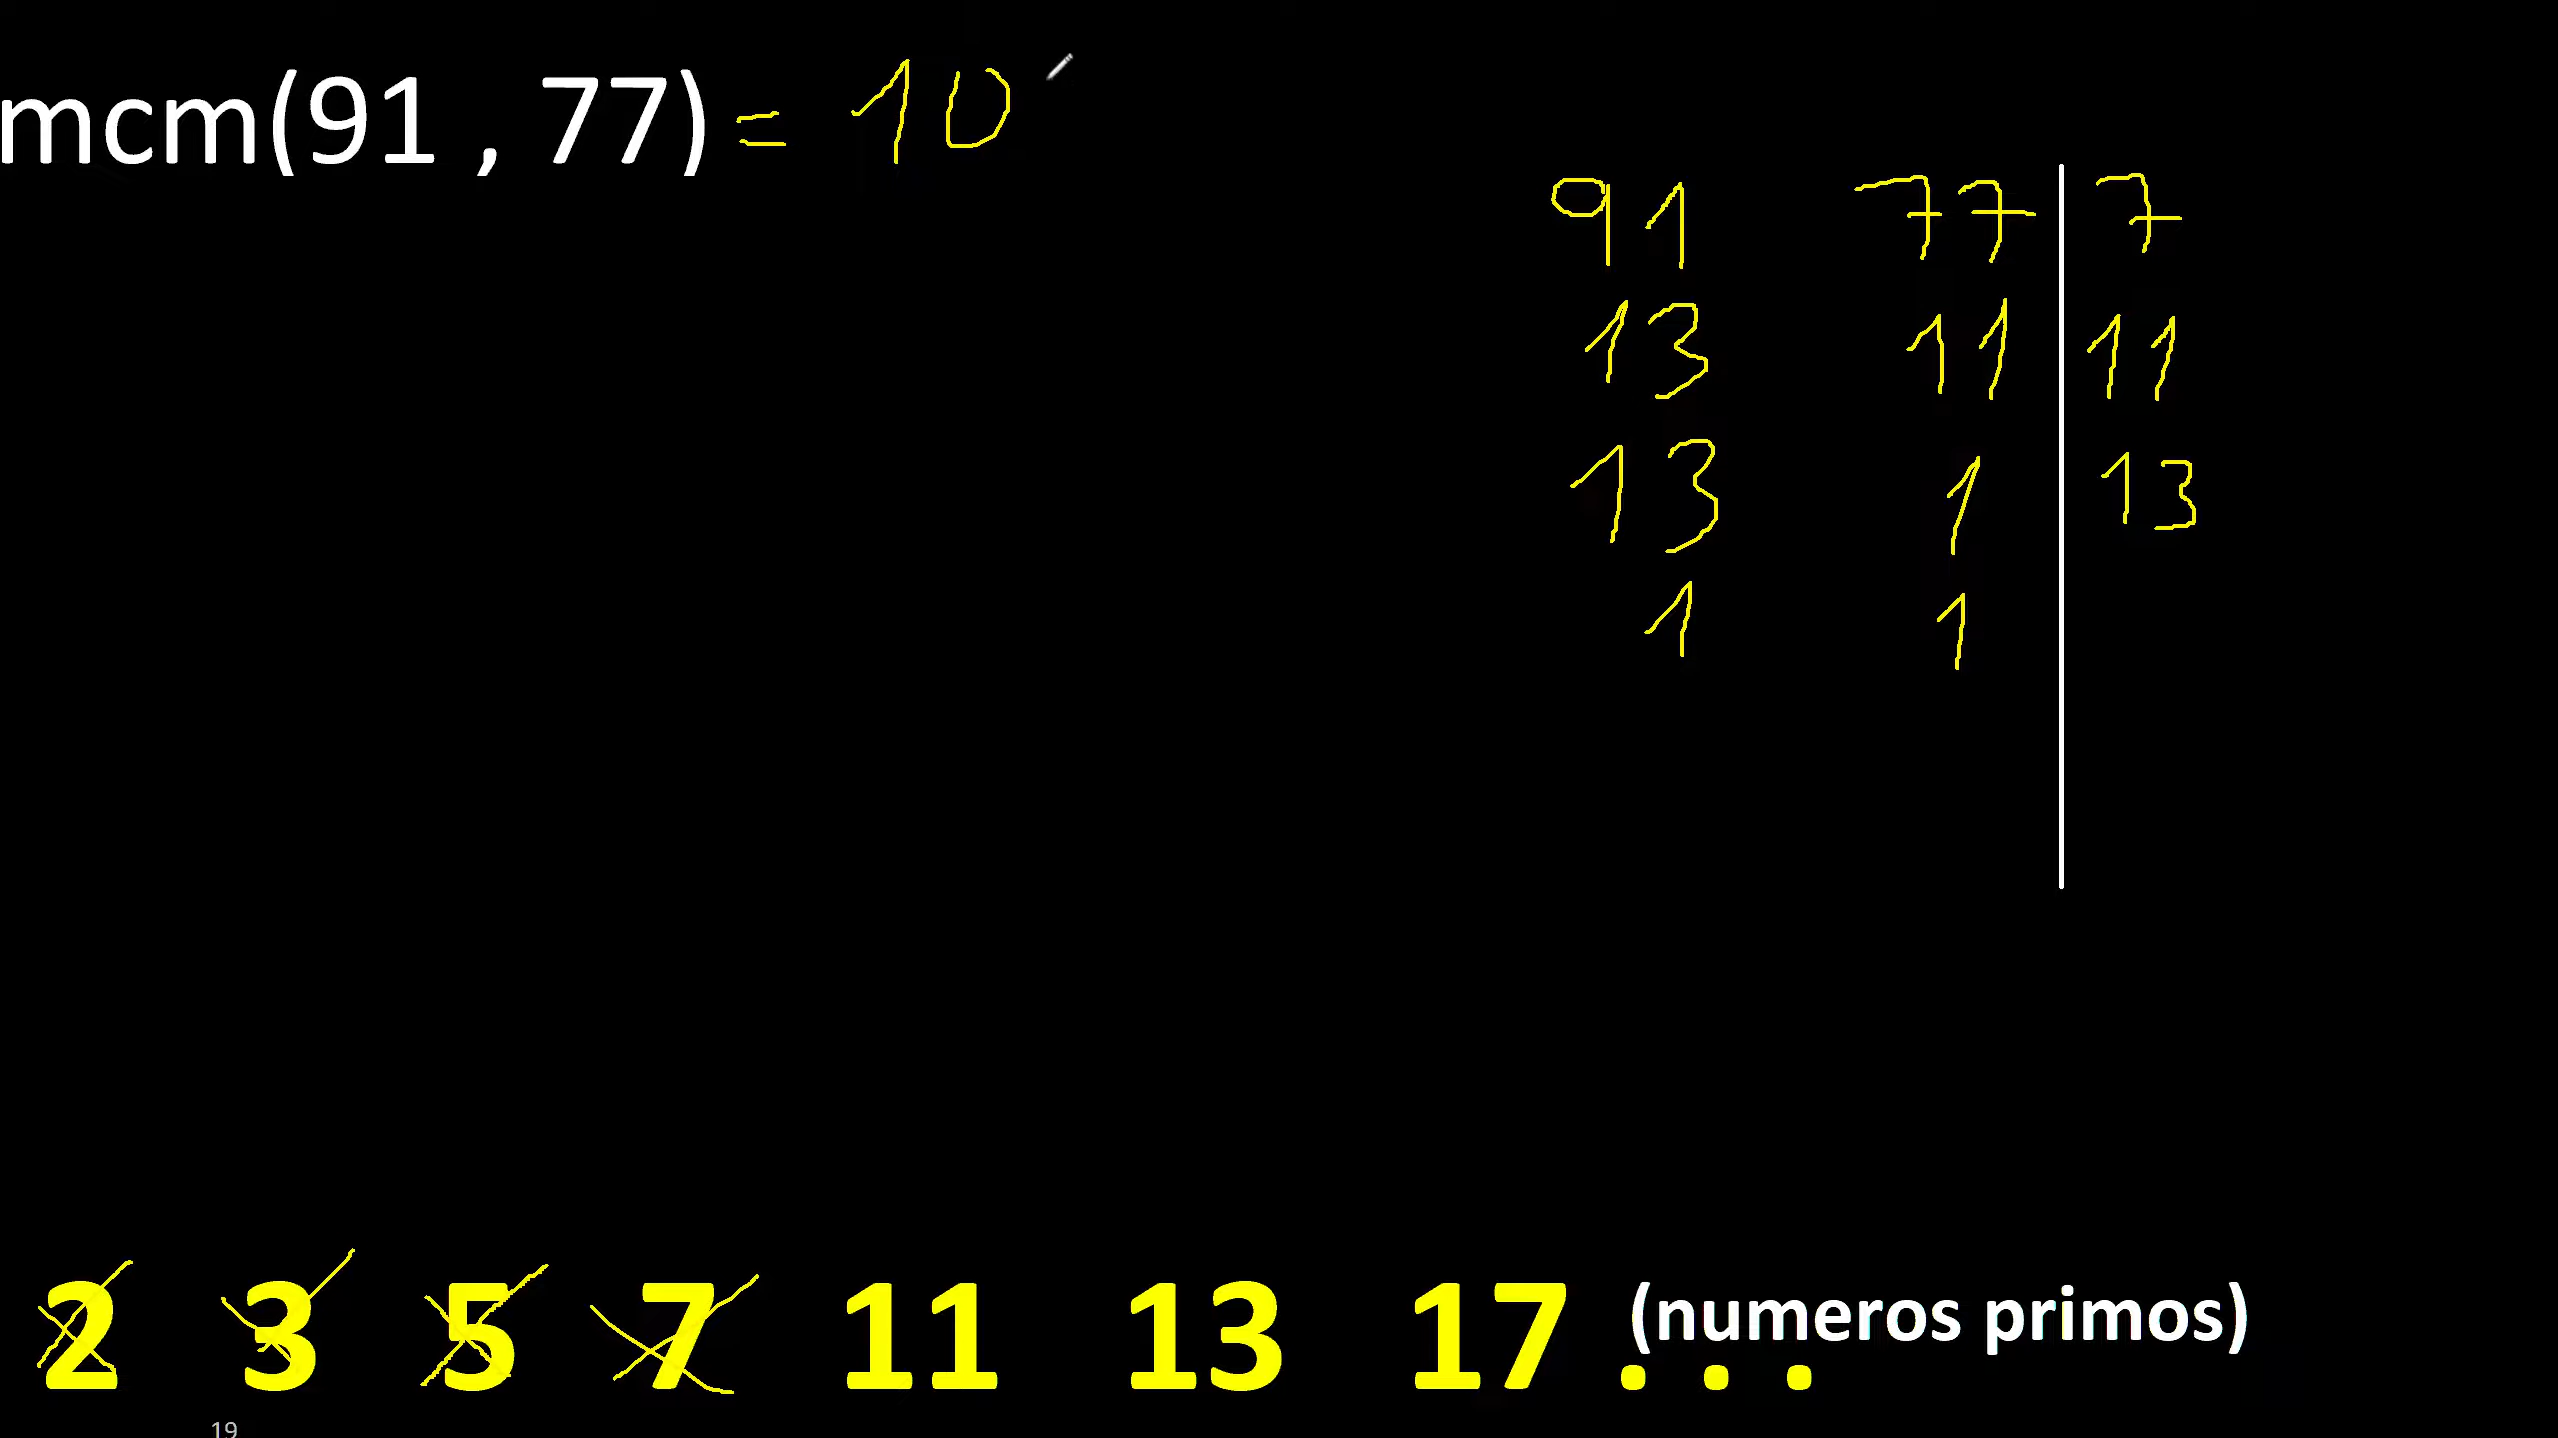 mcm(91 , 77) = 10
91 77 7
13 11 11
13 1 13
1 1
2 3 5 7 11 13 17 . . . (numeros primos)
19